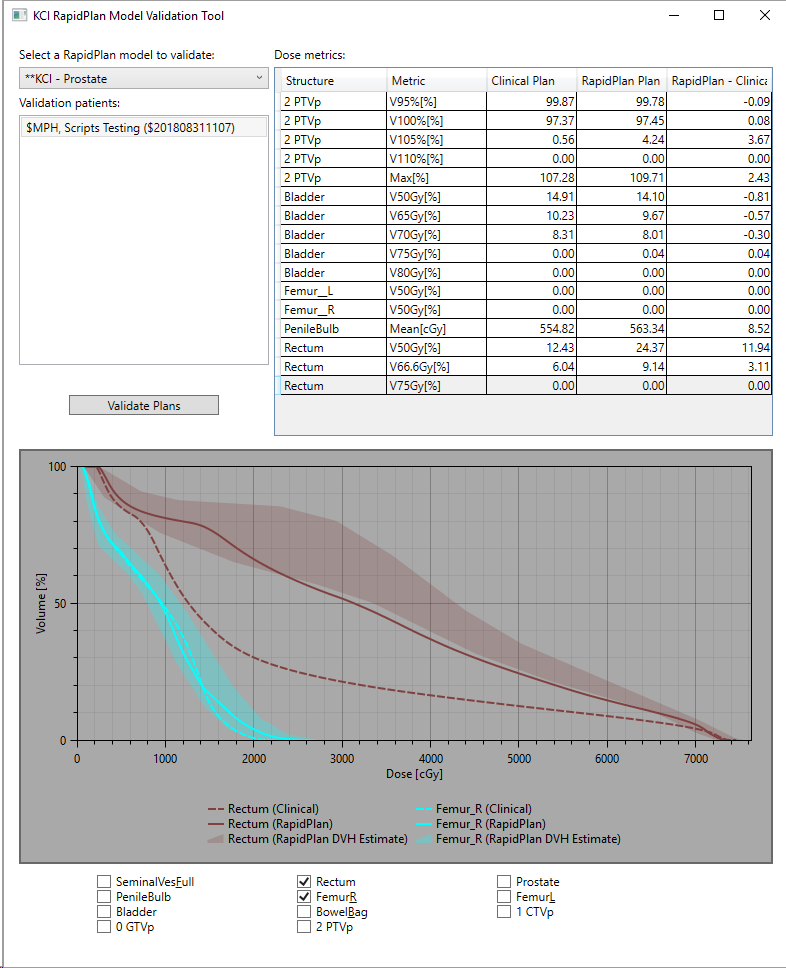 KCI RapidPlan Model Validation Tool
Select a RapidPlan model to validate:
**KCI - Prostate
Validation patients:
$MPH, Scripts Testing ($201808311107)
Validate Plans
Dose metrics:
Structure Metric Clinical Plan RapidPlan Plan RapidPlan - Clinica
2 PTVp V95%[%] 99.87 99.78 -0.09
2 PTVp V100%[%] 97.37 97.45 0.08
2 PTVp V105%[%] 0.56 4.24 3.67
2 PTVp V110%[%] 0.00 0.00 0.00
2 PTVp Max[%] 107.28 109.71 2.43
Bladder V50Gy[%] 14.91 14.10 -0.81
Bladder V65Gy[%] 10.23 9.67 -0.57
Bladder V70Gy[%] 8.31 8.01 -0.30
Bladder V75Gy[%] 0.00 0.04 0.04
Bladder V80Gy[%] 0.00 0.00 0.00
Femur__L V50Gy[%] 0.00 0.00 0.00
Femur__R V50Gy[%] 0.00 0.00 0.00
PenileBulb Mean[cGy] 554.82 563.34 8.52
Rectum V50Gy[%] 12.43 24.37 11.94
Rectum V66.6Gy[%] 6.04 9.14 3.11
Rectum V75Gy[%] 0.00 0.00 0.00
100
50
0
Volume [%]
0 1000 2000 3000 4000 5000 6000 7000
Dose [cGy]
Rectum (Clinical) Femur_R (Clinical)
Rectum (RapidPlan) Femur_R (RapidPlan)
Rectum (RapidPlan DVH Estimate) Femur_R (RapidPlan DVH Estimate)
SeminalVesFull Rectum Prostate
PenileBulb FemurR FemurL
Bladder BowelBag 1 CTVp
0 GTVp 2 PTVp